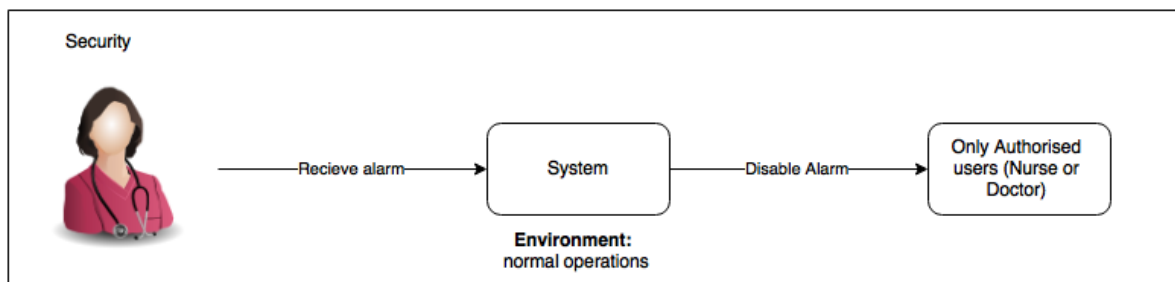 Security
Recieve alarm
System
Disable Alarm
Only Authorised
users (Nurse or
Doctor)
Environment:
normal operations